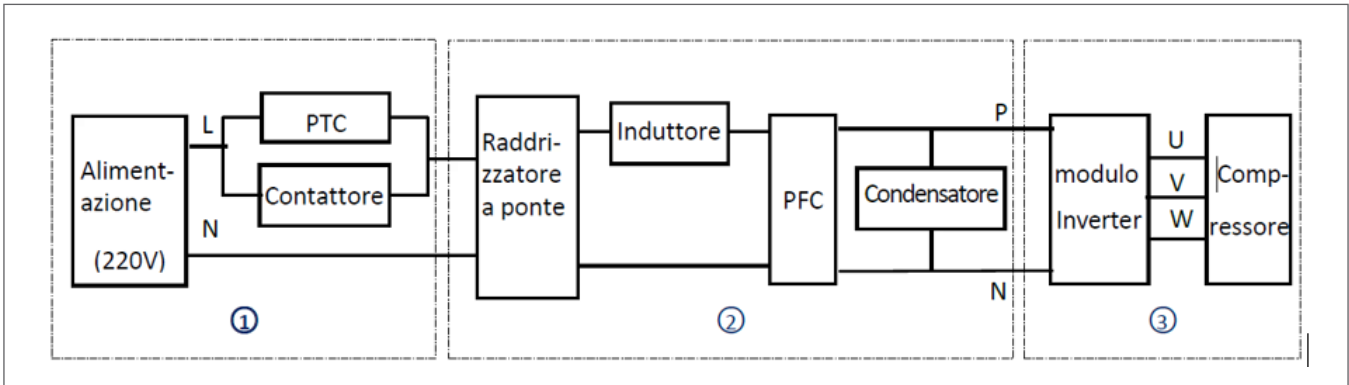 Aliment-
azione
(220V)
L
N
PTC
Contattore
①
Raddri-
zzatore
a ponte
Induttore
PFC
Condensatore
P
N
②
modulo
Inverter
U
V
W
Comp-
ressore
③